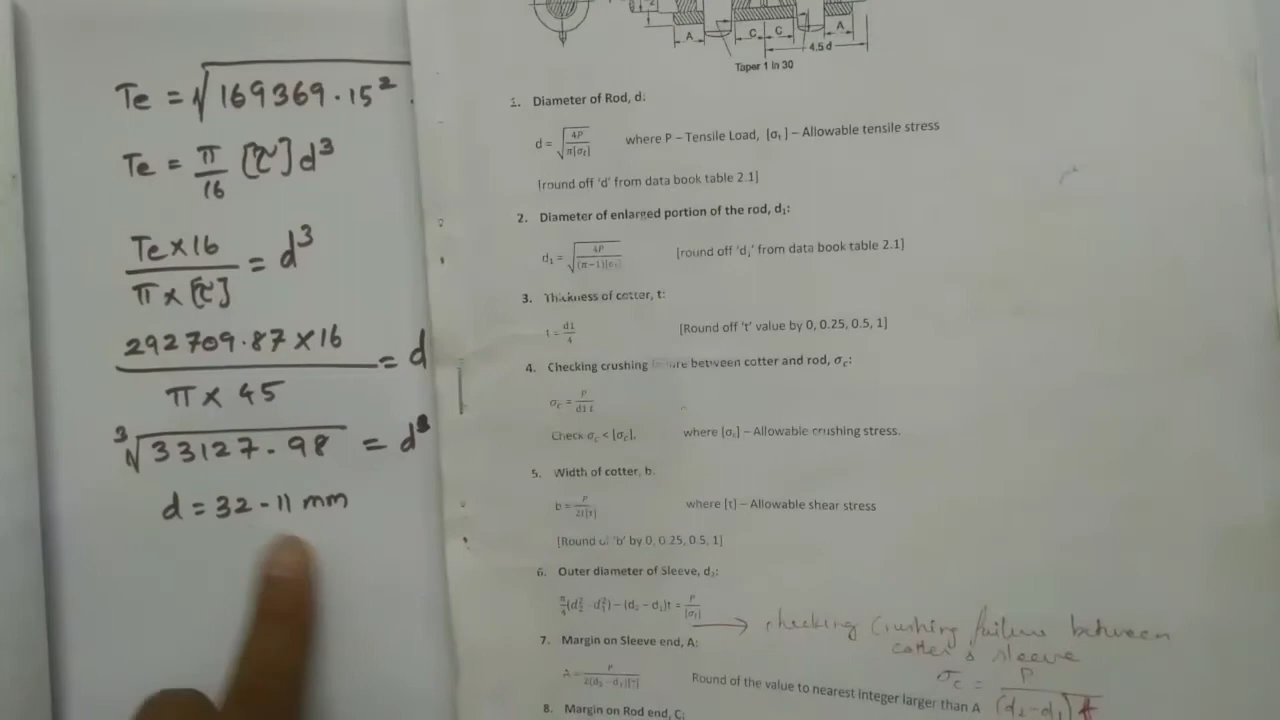 Te = √169369.15²
Te = π/16 [τ] d³
Te×16 / π×[τ] = d³
292709.87×16 / π×45 = d
³√33127.98 = d³
d = 32.11 mm
A C C A
4.5 d
Taper 1 in 30
1. Diameter of Rod, d:
d = √(4P / π[σt]) where P – Tensile Load, [σt] – Allowable tensile stress
[round off 'd' from data book table 2.1]
2. Diameter of enlarged portion of the rod, d₁:
d₁ = √(4P / (π−1)[σt]) [round off 'd₁' from data book table 2.1]
3. Thickness of cotter, t:
t = d1/4 [Round off 't' value by 0, 0.25, 0.5, 1]
4. Checking crushing failure between cotter and rod, σc:
σc = P / d1 t
Check σc < [σc], where [σc] – Allowable crushing stress.
5. Width of cotter, b.
b = P / 2t[τ] where [τ] – Allowable shear stress
[Round of 'b' by 0, 0.25, 0.5, 1]
6. Outer diameter of Sleeve, d₂:
π/4 (d₂² - d₁²) − (d₂ − d₁)t = P / [σt] → checking crushing failure between
cotter & sleeve
7. Margin on Sleeve end, A:
σc = P / (d₂-d₁) t
A = P / 2(d₂ − d₁)[τ] Round of the value to nearest integer larger than A
8. Margin on Rod end, C: